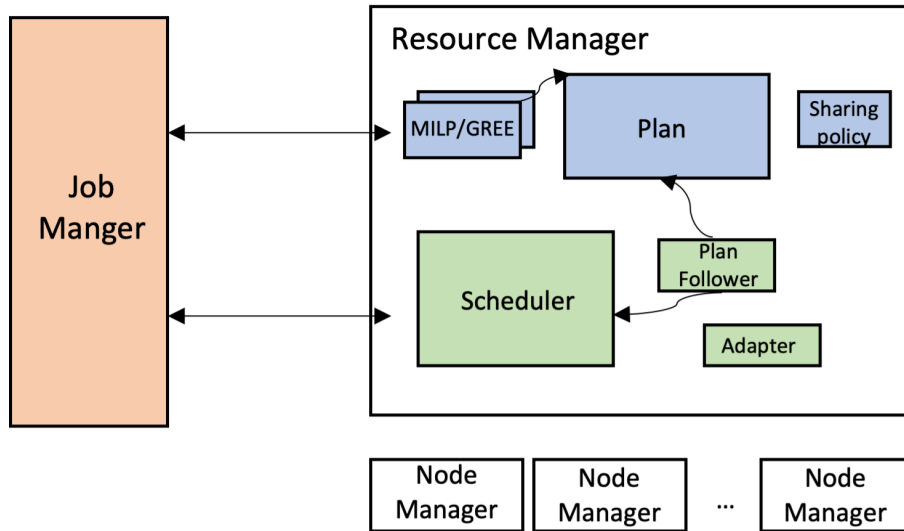 Resource Manager
MILP/GREE
Plan
Sharing
policy
Job
Manger
Plan
Follower
Scheduler
Adapter
Node
Manager
Node
Manager
...
Node
Manager